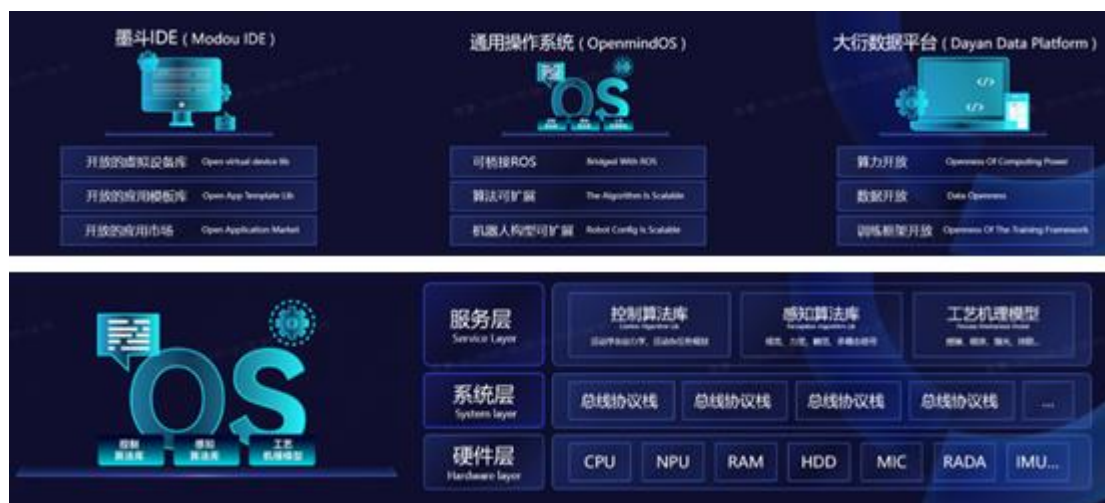 墨斗IDE ( Modou IDE )
开放的虚拟设备库 Open virtual device lib
开放的应用模板库 Open App Template Lib
开放的应用市场 Open Application Market
通用操作系统 ( OpenmindOS )
OS
可桥接ROS Bridged With ROS
算法可扩展 The Algorithm Is Scalable
机器人构型可扩展 Robot Config Is Scalable
大衍数据平台 ( Dayan Data Platform )
算力开放 Openness Of Computing Power
数据开放 Data Openness
训练框架开放 Openness Of The Training Framework
OS
控制算法库
感知算法库
工艺机理模型
服务层
Service Layer
控制算法库
感知算法库
工艺机理模型
系统层
System layer
总线协议栈 总线协议栈 总线协议栈 总线协议栈 ...
硬件层
Hardware layer
CPU NPU RAM HDD MIC RADA IMU...